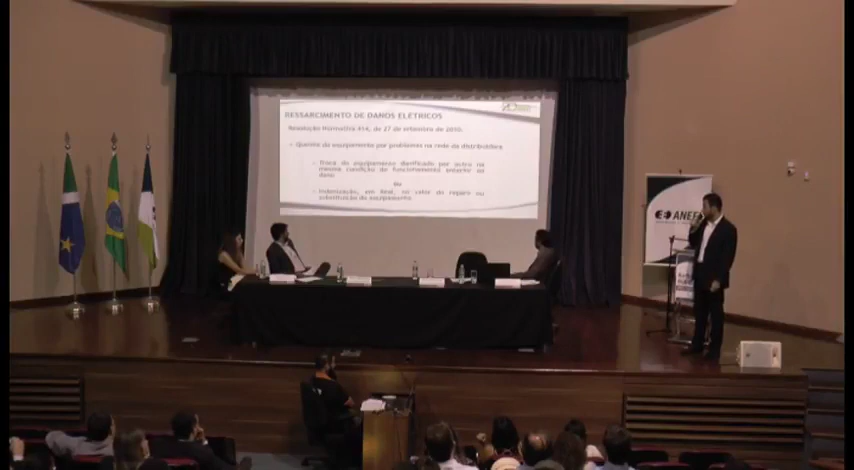 RESSARCIMENTO DE DANOS ELÉTRICOS
Resolução Normativa 414, de 27 de setembro de 2010:
Queima de equipamento por problemas na rede da distribuidora
Troca do equipamento danificado por outro na
mesma condição de funcionamento anterior ao
dano
ou
Indenização, em
no valor do reparo ou
substituição do equipamento
ANEEL